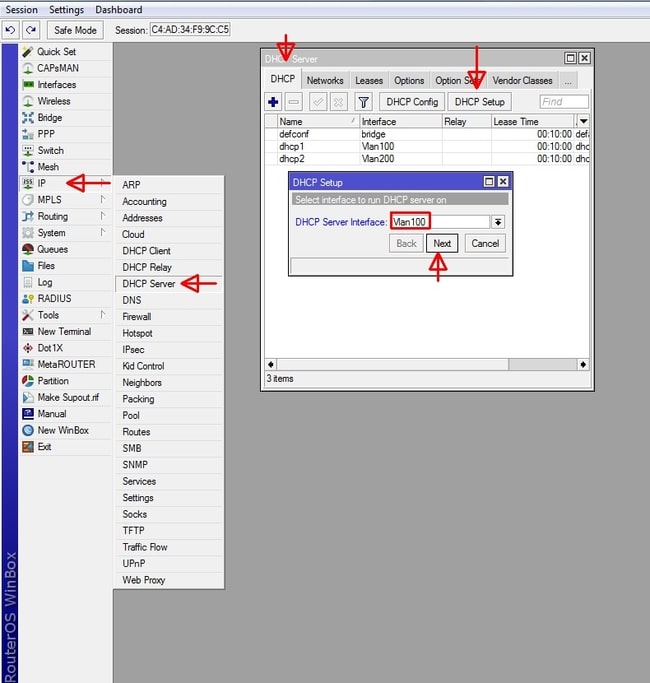 Session Settings Dashboard
Safe Mode Session: C4:AD:34:F9:9C:C5
Quick Set
CAPsMAN
Interfaces
Wireless
Bridge
PPP
Switch
Mesh
IP
MPLS
Routing
System
Queues
Files
Log
RADIUS
Tools
New Terminal
Dot1X
MetaROUTER
Partition
Make Supout.rif
Manual
New WinBox
Exit
RouterOS WinBox
ARP
Accounting
Addresses
Cloud
DHCP Client
DHCP Relay
DHCP Server
DNS
Firewall
Hotspot
IPsec
Kid Control
Neighbors
Packing
Pool
Routes
SMB
SNMP
Services
Settings
Socks
TFTP
Traffic Flow
UPnP
Web Proxy
DHCP Server
DHCP Networks Leases Options Option Sets Vendor Classes ...
DHCP Config DHCP Setup Find
Name Interface Relay Lease Time
defconf bridge 00:10:00
dhcp1 Vlan100 00:10:00
dhcp2 Vlan200 00:10:00
DHCP Setup
Select interface to run DHCP server on
DHCP Server Interface: Vlan100
Back Next Cancel
3 items